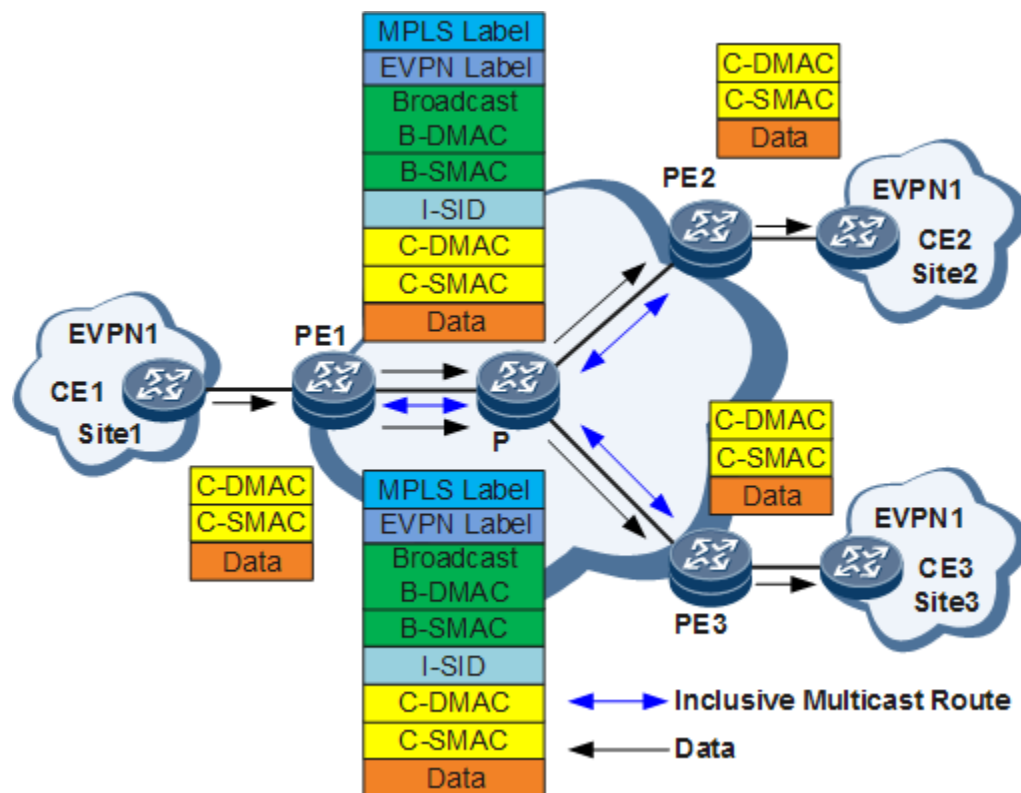 MPLS Label
EVPN Label
Broadcast
B-DMAC
B-SMAC
I-SID
C-DMAC
C-SMAC
Data
C-DMAC
C-SMAC
Data
PE2
EVPN1
CE2
Site2
EVPN1
CE1
Site1
PE1
P
C-DMAC
C-SMAC
Data
C-DMAC
C-SMAC
Data
EVPN1
CE3
Site3
PE3
MPLS Label
EVPN Label
Broadcast
B-DMAC
B-SMAC
I-SID
C-DMAC
C-SMAC
Data
Inclusive Multicast Route
Data